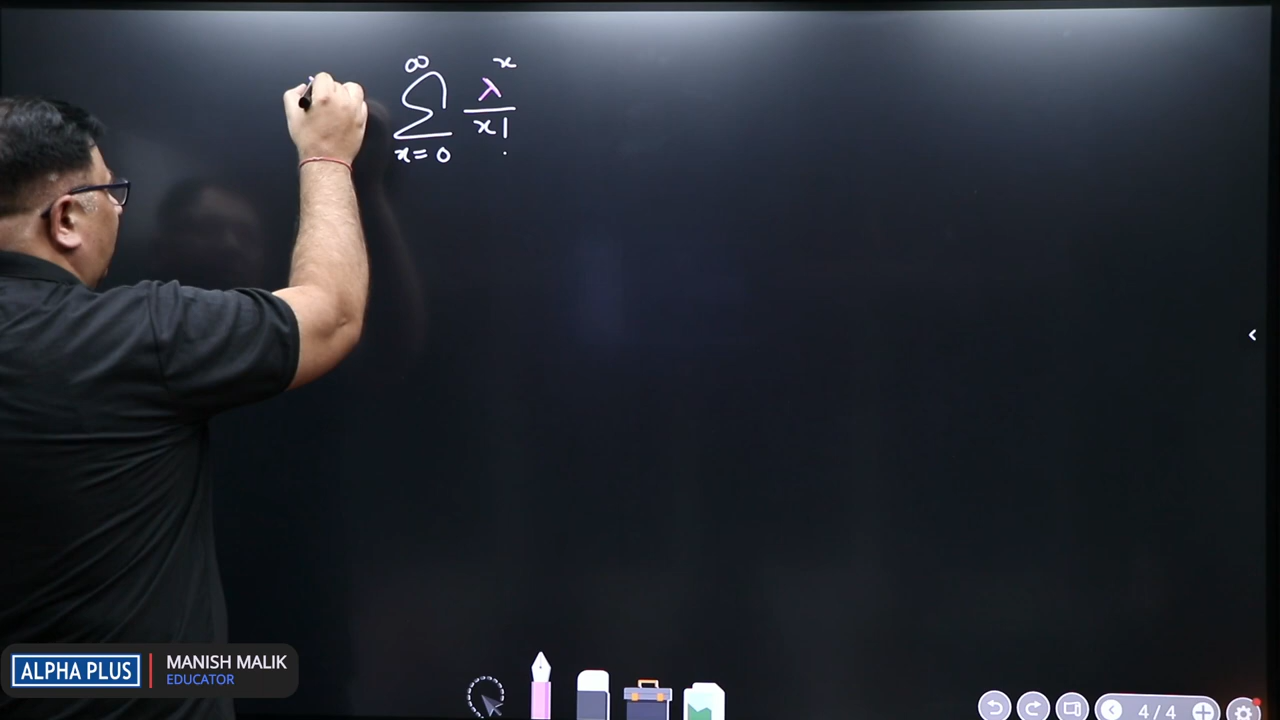 ∞ x
Σ λ
x!
x = 0
ALPHA PLUS
MANISH MALIK
EDUCATOR
4/4